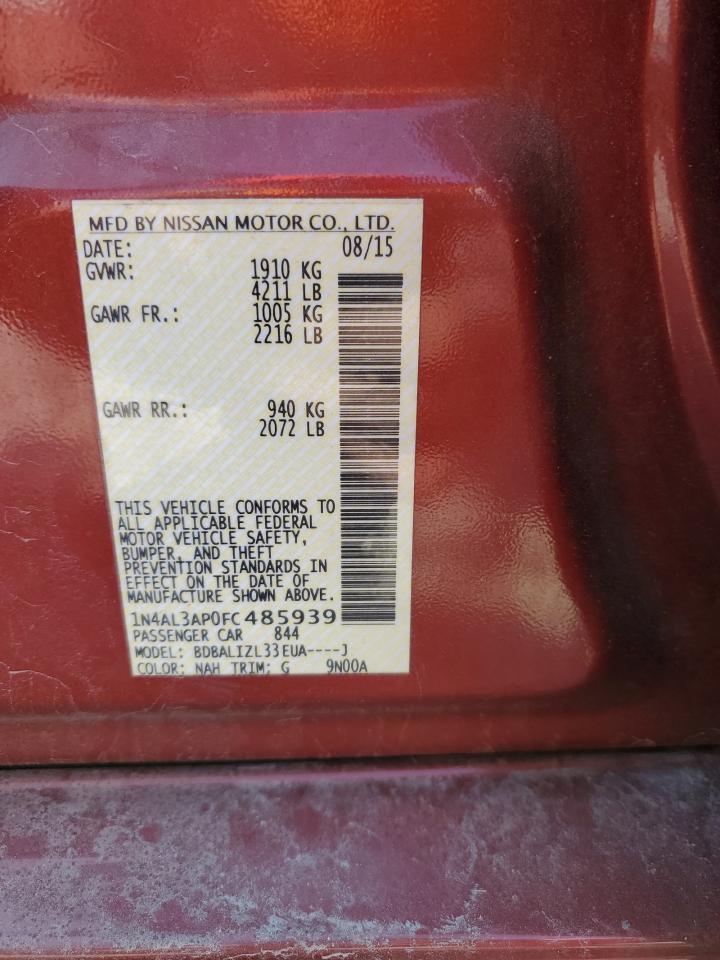 MFD BY NISSAN MOTOR CO., LTD.
DATE: 08/15
GVWR: 1910 KG
4211 LB
GAWR FR.: 1005 KG
2216 LB
GAWR RR.: 940 KG
2072 LB
THIS VEHICLE CONFORMS TO
ALL APPLICABLE FEDERAL
MOTOR VEHICLE SAFETY,
BUMPER, AND THEFT
PREVENTION STANDARDS IN
EFFECT ON THE DATE OF
MANUFACTURE SHOWN ABOVE.
1N4AL3AP0FC485939
PASSENGER CAR 844
MODEL: BDBALIZL33EUA----J
COLOR: NAH TRIM: G 9N00A